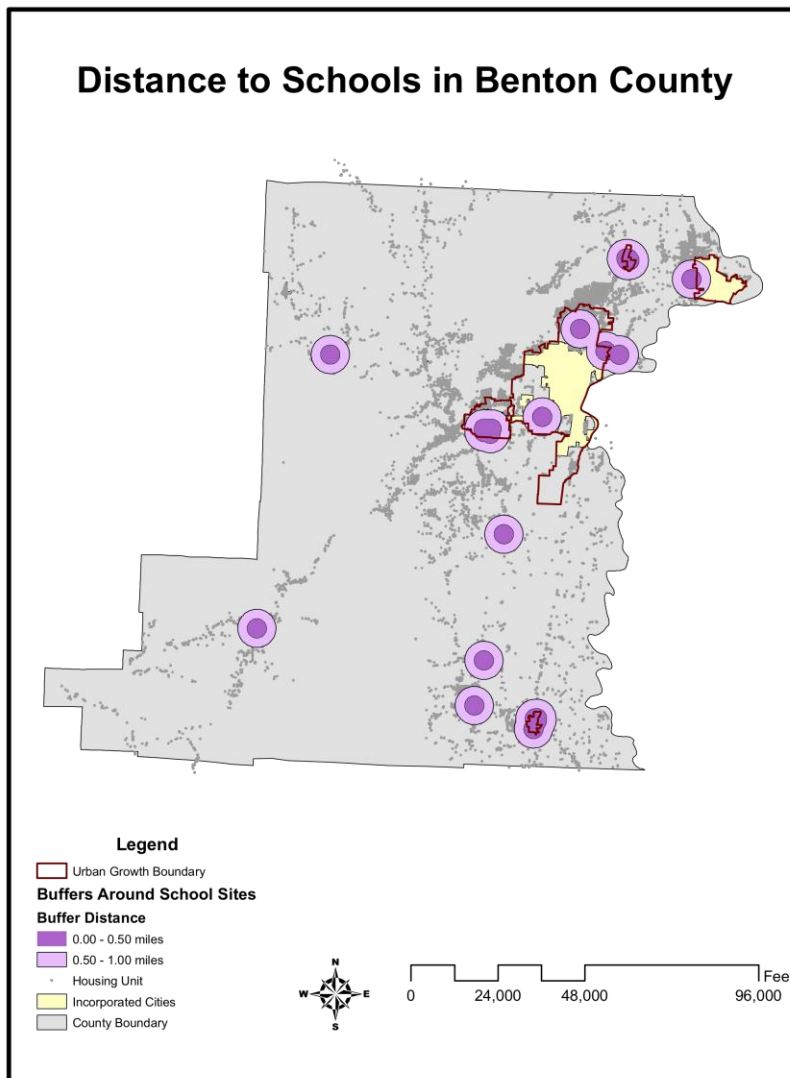 Distance to Schools in Benton County
Legend
Urban Growth Boundary
Buffers Around School Sites
Buffer Distance
0.00 - 0.50 miles
0.50 - 1.00 miles
Housing Unit
Incorporated Cities
County Boundary
N
W E
S
Feet
0 24,000 48,000 96,000